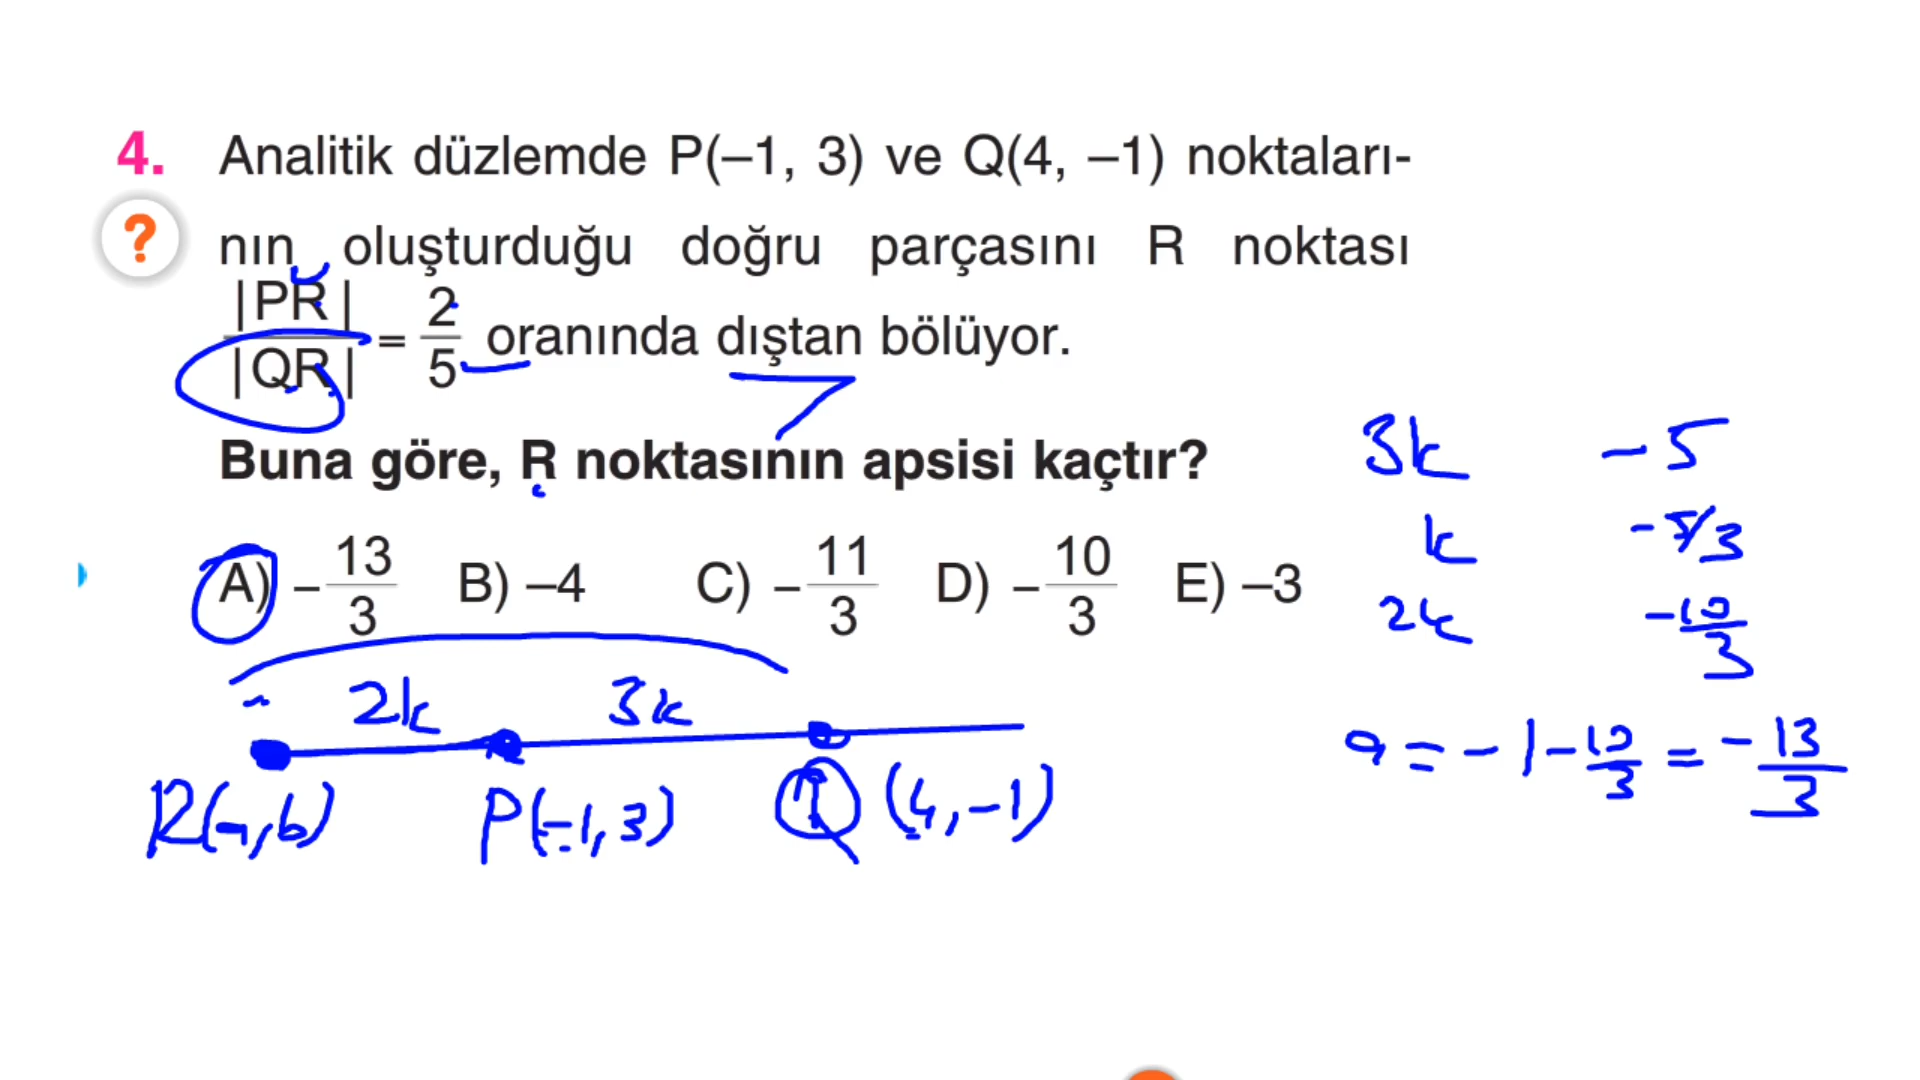 4. Analitik düzlemde P(–1, 3) ve Q(4, –1) noktaları-
nın oluşturduğu doğru parçasını R noktası
|PR|/|QR| = 2/5 oranında dıştan bölüyor.
Buna göre, R noktasının apsisi kaçtır?
A) –13/3 B) –4 C) –11/3 D) –10/3 E) –3
3k –5
k –5/3
2k –10/3
2k 3k
R(a,b) P(–1,3) Q(4,–1)
a = –1 – 10/3 = –13/3
?